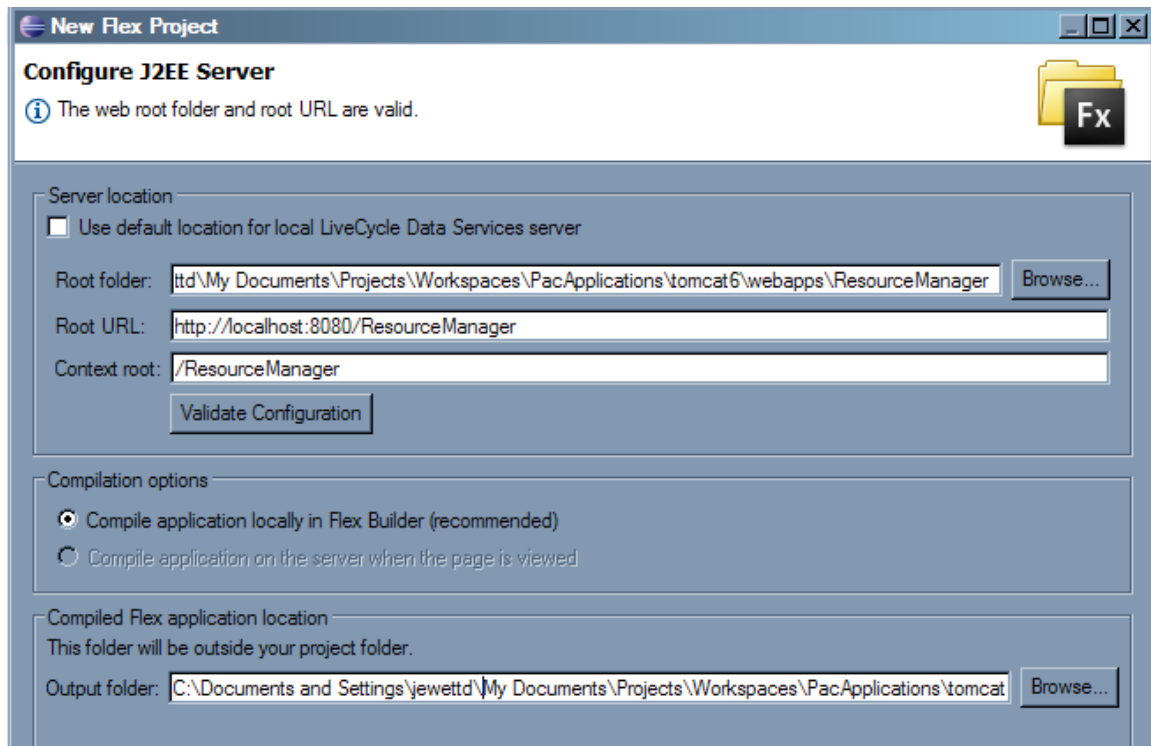 New Flex Project
Configure J2EE Server
The web root folder and root URL are valid.
Fx
Server location
Use default location for local LiveCycle Data Services server
Root folder: ttd\My Documents\Projects\Workspaces\PacApplications\tomcat6\webapps\ResourceManager Browse...
Root URL: http://localhost:8080/ResourceManager
Context root: /ResourceManager
Validate Configuration
Compilation options
Compile application locally in Flex Builder (recommended)
Compile application on the server when the page is viewed
Compiled Flex application location
This folder will be outside your project folder.
Output folder: C:\Documents and Settings\jewettd\My Documents\Projects\Workspaces\PacApplications\tomcat Browse...